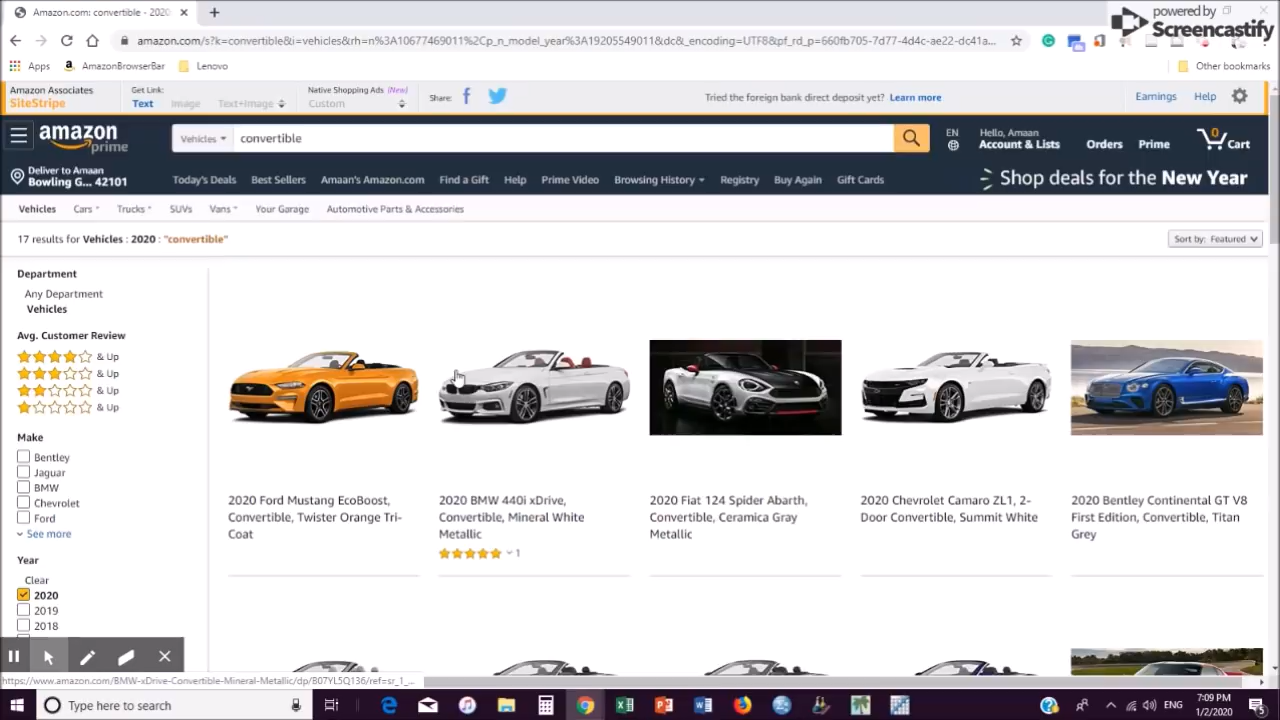 Amazon.com: convertible - 2020
powered by
Screencastify
amazon.com/s?k=convertible&i=vehicles&rh=n%3A10677469011%
model_year%3A19205549011&dc&_encoding=UTF8&pf_rd_p=660fb705-7d77-4d4c-ae22-dc41a...
Apps
AmazonBrowserBar
Lenovo
Other bookmarks
Amazon Associates
SiteStripe
Get Link:
Text
Image
Text+Image
Native Shopping Ads (New)
Custom
Share:
Tried the foreign bank direct deposit yet? Learn more
Earnings
Help
amazon
prime
Vehicles
convertible
EN
Hello, Amaan
Account & Lists
Orders
Prime
0
Cart
Deliver to Amaan
Bowling G... 42101
Today's Deals
Best Sellers
Amaan's Amazon.com
Find a Gift
Help
Prime Video
Browsing History
Registry
Buy Again
Gift Cards
Shop deals for the New Year
Vehicles
Cars
Trucks
SUVs
Vans
Your Garage
Automotive Parts & Accessories
17 results for Vehicles : 2020 : "convertible"
Sort by: Featured
Department
Any Department
Vehicles
Avg. Customer Review
& Up
& Up
& Up
& Up
Make
Bentley
Jaguar
BMW
Chevrolet
Ford
See more
Year
Clear
2020
2019
2018
2020 Ford Mustang EcoBoost,
Convertible, Twister Orange Tri-
Coat
2020 BMW 440i xDrive,
Convertible, Mineral White
Metallic
1
2020 Fiat 124 Spider Abarth,
Convertible, Ceramica Gray
Metallic
2020 Chevrolet Camaro ZL1, 2-
Door Convertible, Summit White
2020 Bentley Continental GT V8
First Edition, Convertible, Titan
Grey
https://www.amazon.com/BMW-xDrive-Convertible-Mineral-Metallic/dp/B07YL5Q136/ref=sr_1_...
Type here to search
ENG
7:09 PM
1/2/2020
5